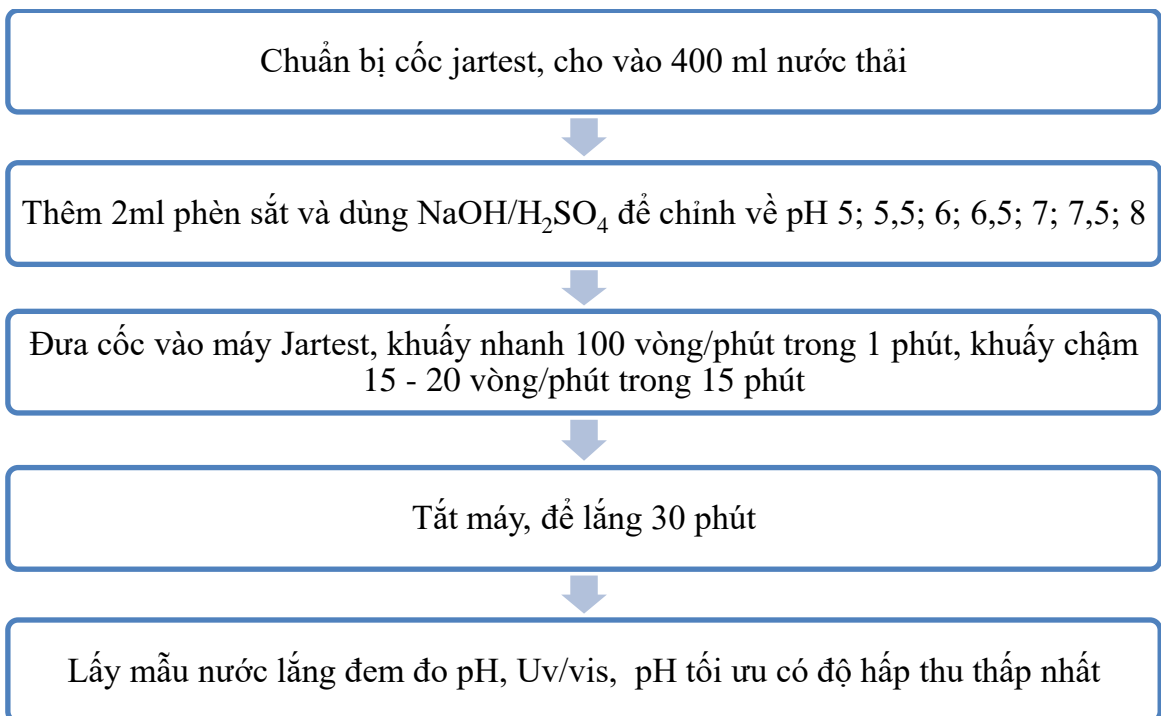 Chuẩn bị cốc jartest, cho vào 400 ml nước thải
Thêm 2ml phèn sắt và dùng NaOH/H₂SO₄ để chỉnh về pH 5; 5,5; 6; 6,5; 7; 7,5; 8
Đưa cốc vào máy Jartest, khuấy nhanh 100 vòng/phút trong 1 phút, khuấy chậm
15 - 20 vòng/phút trong 15 phút
Tắt máy, để lắng 30 phút
Lấy mẫu nước lắng đem đo pH, Uv/vis, pH tối ưu có độ hấp thu thấp nhất